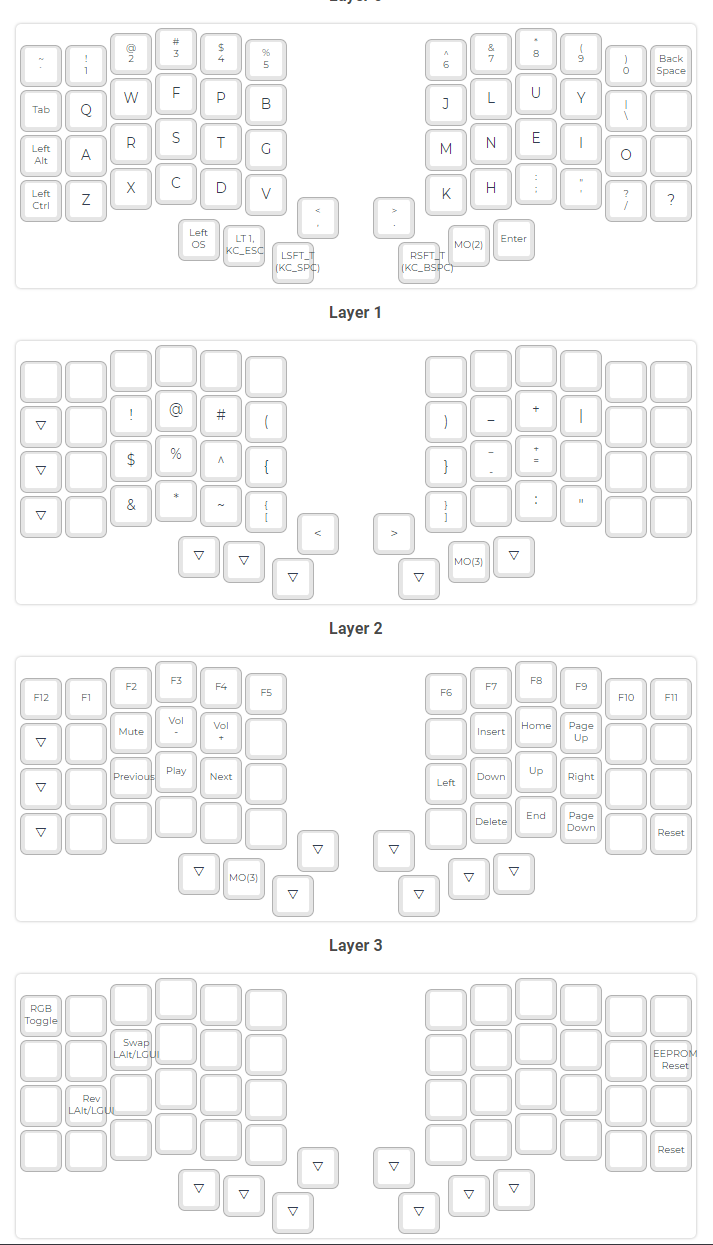 ~ ! @ # $ % ^ & * ( ) Back
` 1 2 3 4 5 6 7 8 9 0 Space
Tab Q W F P B J L U Y |
\
Left
Alt A R S T G M N E I O
Left
Ctrl Z X C D V K H : " ? ?
; ' /
< >
, .
Left
OS LT 1,
KC_ESC LSFT_T
(KC_SPC) RSFT_T
(KC_BSPC) MO(2) Enter
Layer 1
! @ # ( ) _ + |
▽
▽ $ % ^ { } _ +
- =
▽ & * ~ { } : "
[ ]
< >
▽ ▽ ▽ ▽ MO(3) ▽
Layer 2
F12 F1 F2 F3 F4 F5 F6 F7 F8 F9 F10 F11
▽ Mute Vol
- Vol
+ Insert Home Page
Up
▽ Previous Play Next Left Down Up Right
▽ Delete End Page
Down Reset
▽ ▽
▽ MO(3) ▽ ▽ ▽ ▽
Layer 3
RGB
Toggle
Swap
LAlt/LGUI EEPROM
Reset
Rev
LAlt/LGUI
Reset
▽ ▽
▽ ▽ ▽ ▽ ▽ ▽